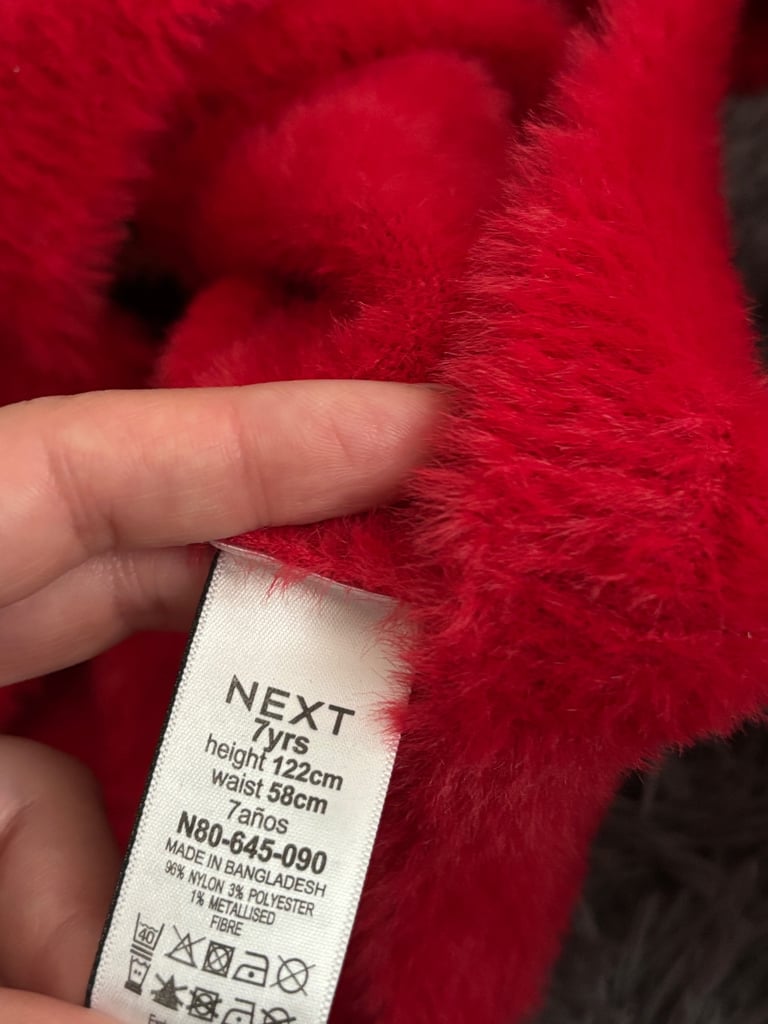 NEXT
7yrs
height 122cm
waist 58cm
7años
N80-645-090
MADE IN BANGLADESH
96% NYLON 3% POLYESTER
1% METALLISED
FIBRE
40